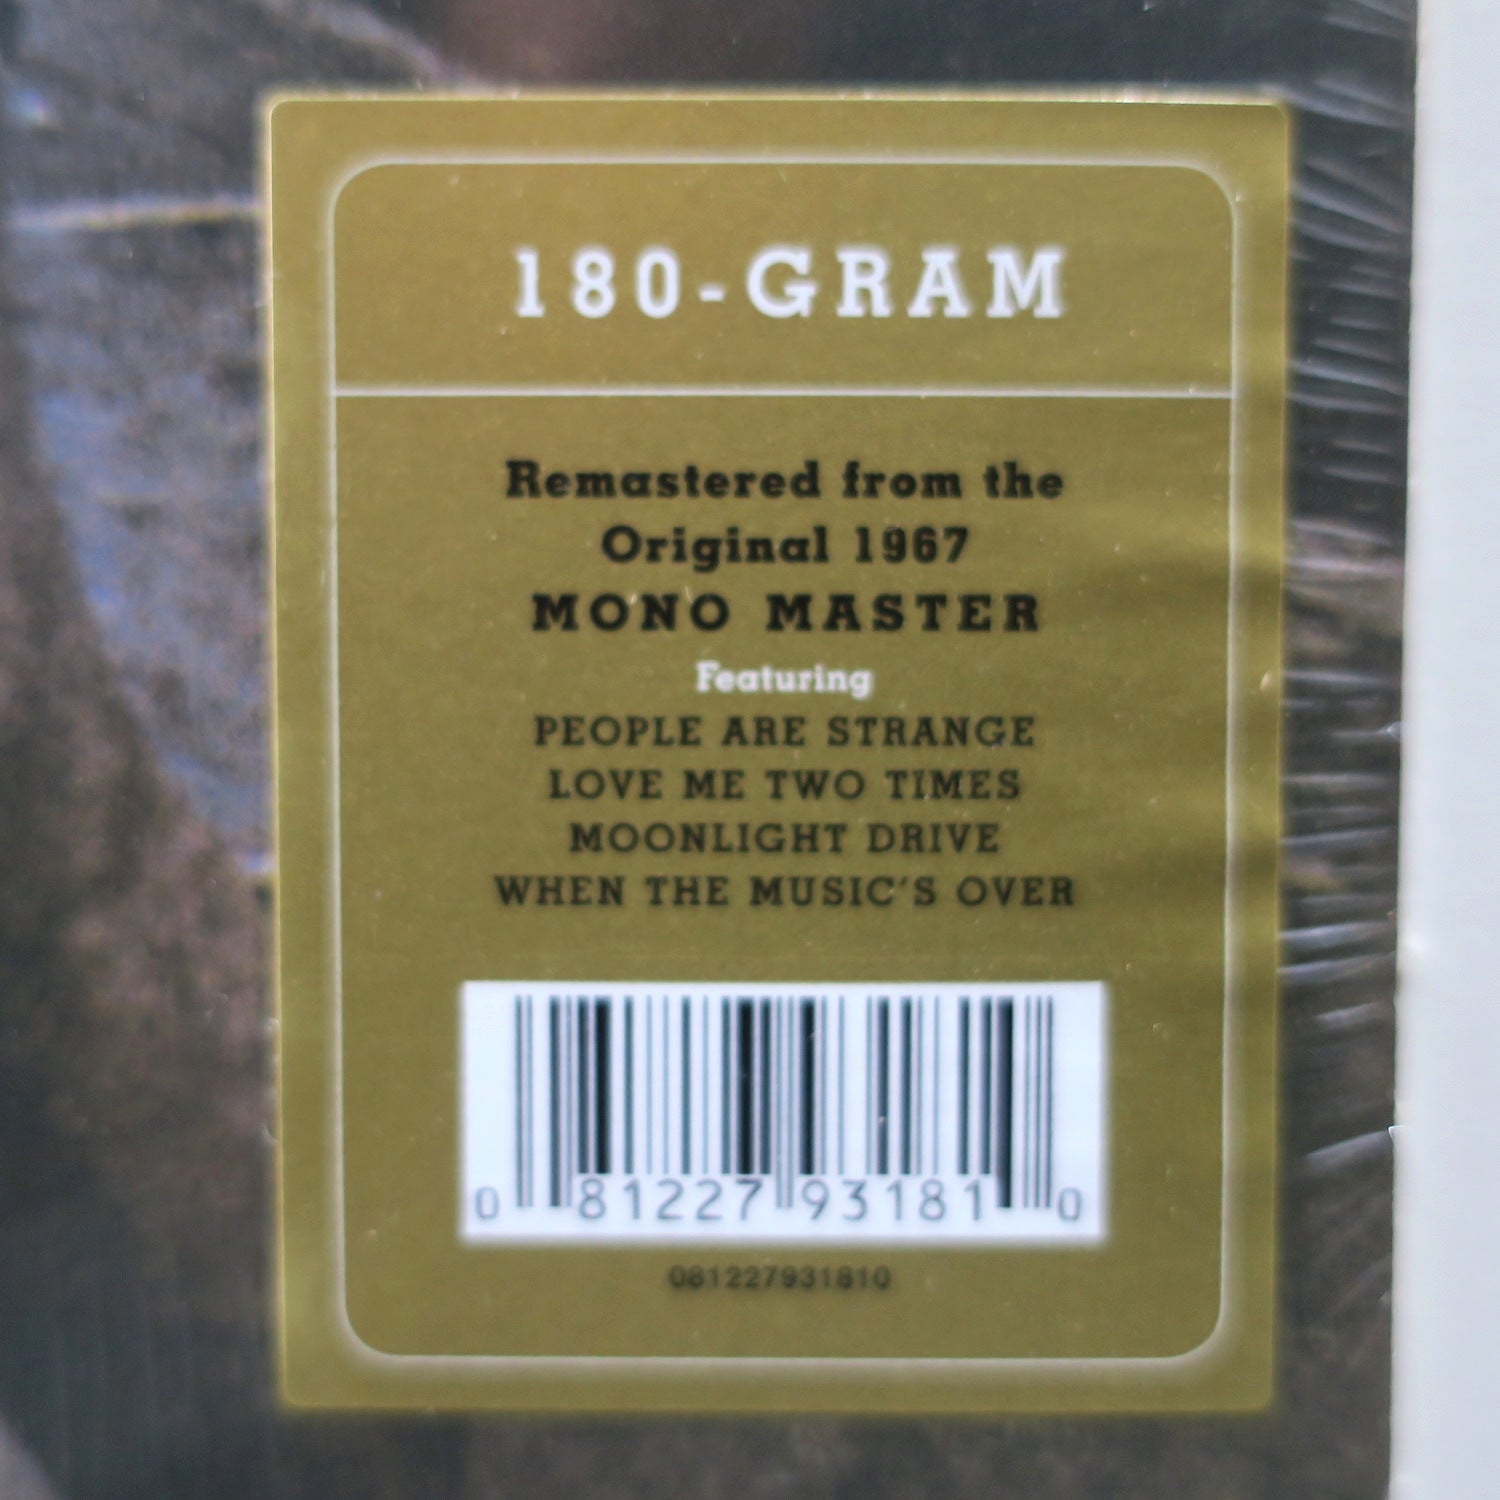 180-GRAM
Remastered from the
Original 1967
MONO MASTER
Featuring
PEOPLE ARE STRANGE
LOVE ME TWO TIMES
MOONLIGHT DRIVE
WHEN THE MUSIC'S OVER
0 81227 93181 0
081227931810